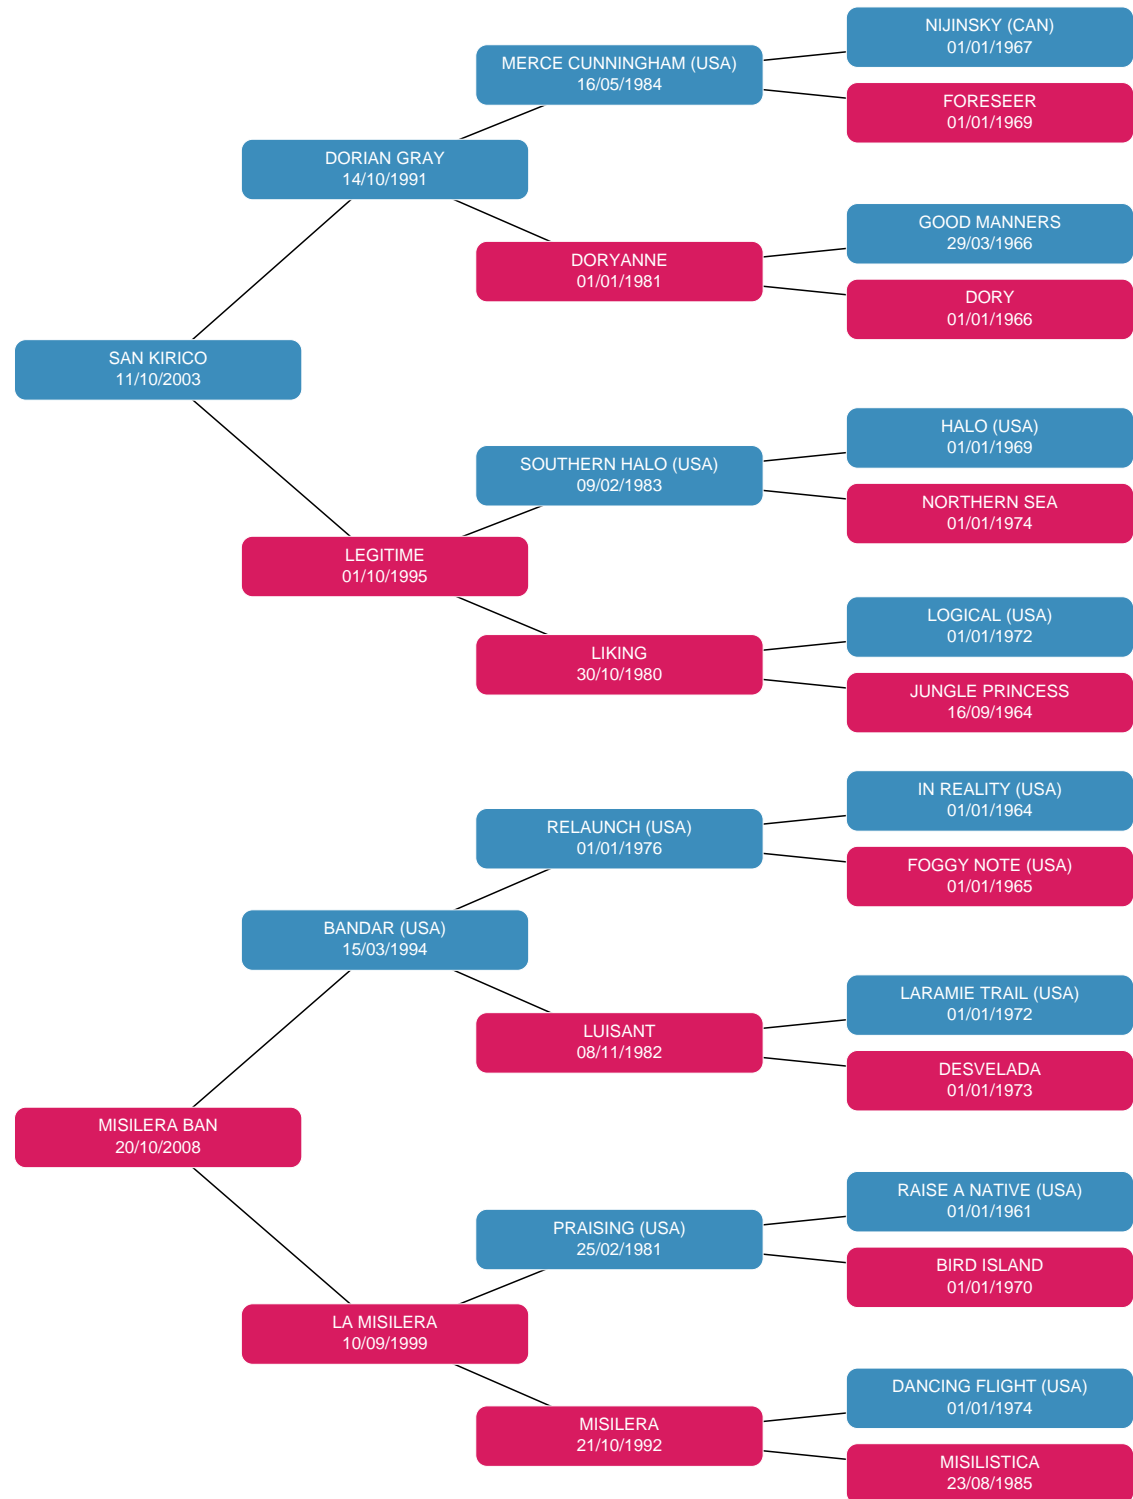 NIJINSKY (CAN)
01/01/1967
MERCE CUNNINGHAM (USA)
16/05/1984
FORESEER
01/01/1969
DORIAN GRAY
14/10/1991
GOOD MANNERS
29/03/1966
DORYANNE
01/01/1981
DORY
01/01/1966
SAN KIRICO
11/10/2003
HALO (USA)
01/01/1969
SOUTHERN HALO (USA)
09/02/1983
NORTHERN SEA
01/01/1974
LEGITIME
01/10/1995
LOGICAL (USA)
01/01/1972
LIKING
30/10/1980
JUNGLE PRINCESS
16/09/1964
IN REALITY (USA)
01/01/1964
RELAUNCH (USA)
01/01/1976
FOGGY NOTE (USA)
01/01/1965
BANDAR (USA)
15/03/1994
LARAMIE TRAIL (USA)
01/01/1972
LUISANT
08/11/1982
DESVELADA
01/01/1973
MISILERA BAN
20/10/2008
RAISE A NATIVE (USA)
01/01/1961
PRAISING (USA)
25/02/1981
BIRD ISLAND
01/01/1970
LA MISILERA
10/09/1999
DANCING FLIGHT (USA)
01/01/1974
MISILERA
21/10/1992
MISILISTICA
23/08/1985